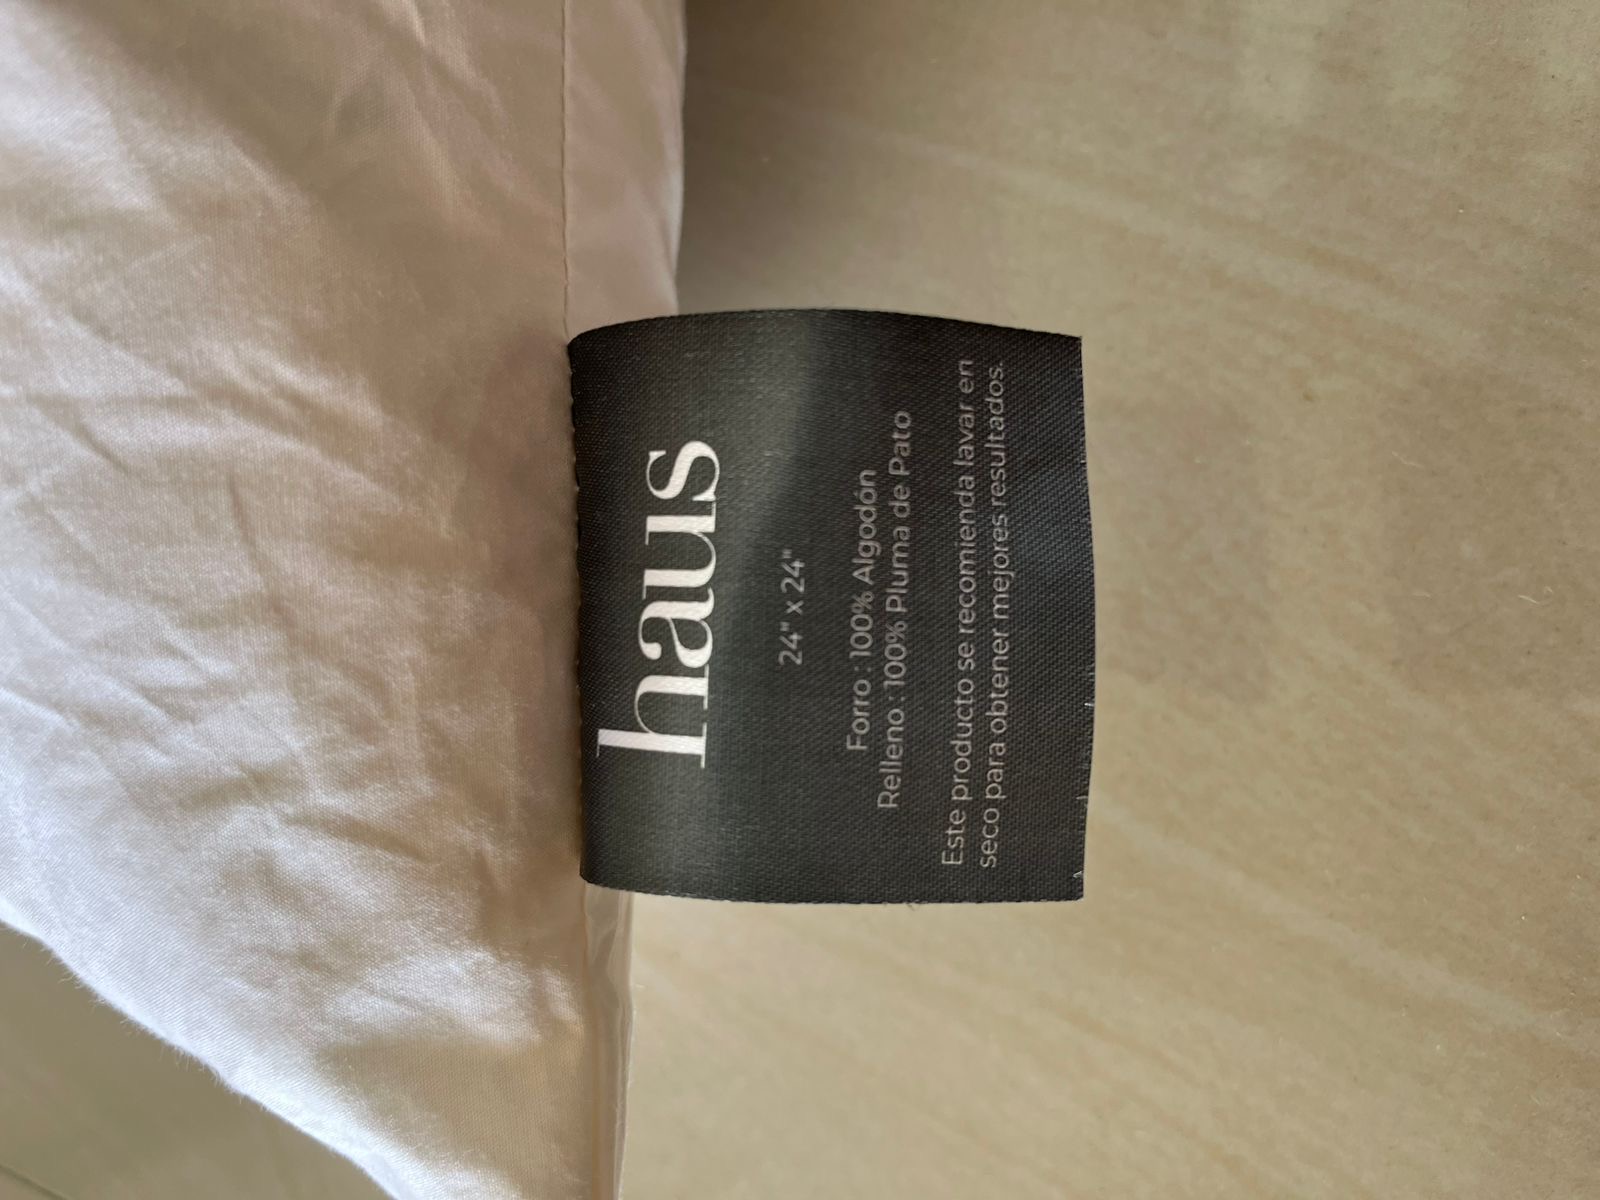 haus
24" x 24"
Forro : 100% Algodón
Relleno : 100% Pluma de Pato
Este producto se recomienda lavar en
seco para obtener mejores resultados.